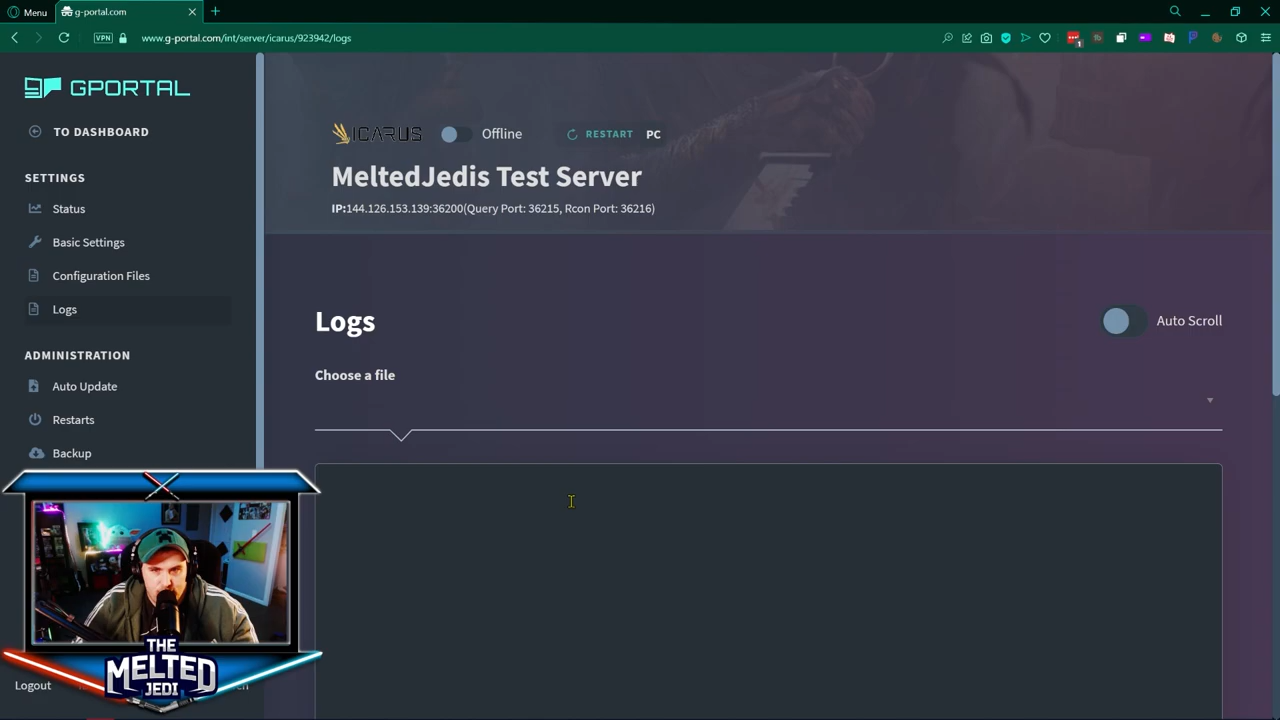 Menu
g-portal.com
VPN
www.g-portal.com/int/server/icarus/923942/logs
1
GPORTAL
TO DASHBOARD
SETTINGS
Status
Basic Settings
Configuration Files
Logs
ADMINISTRATION
Auto Update
Restarts
Backup
Logout
ICARUS
Offline
RESTART
PC
MeltedJedis Test Server
IP:144.126.153.139:36200(Query Port: 36215, Rcon Port: 36216)
Logs
Auto Scroll
Choose a file
THE
MELTED
JEDI